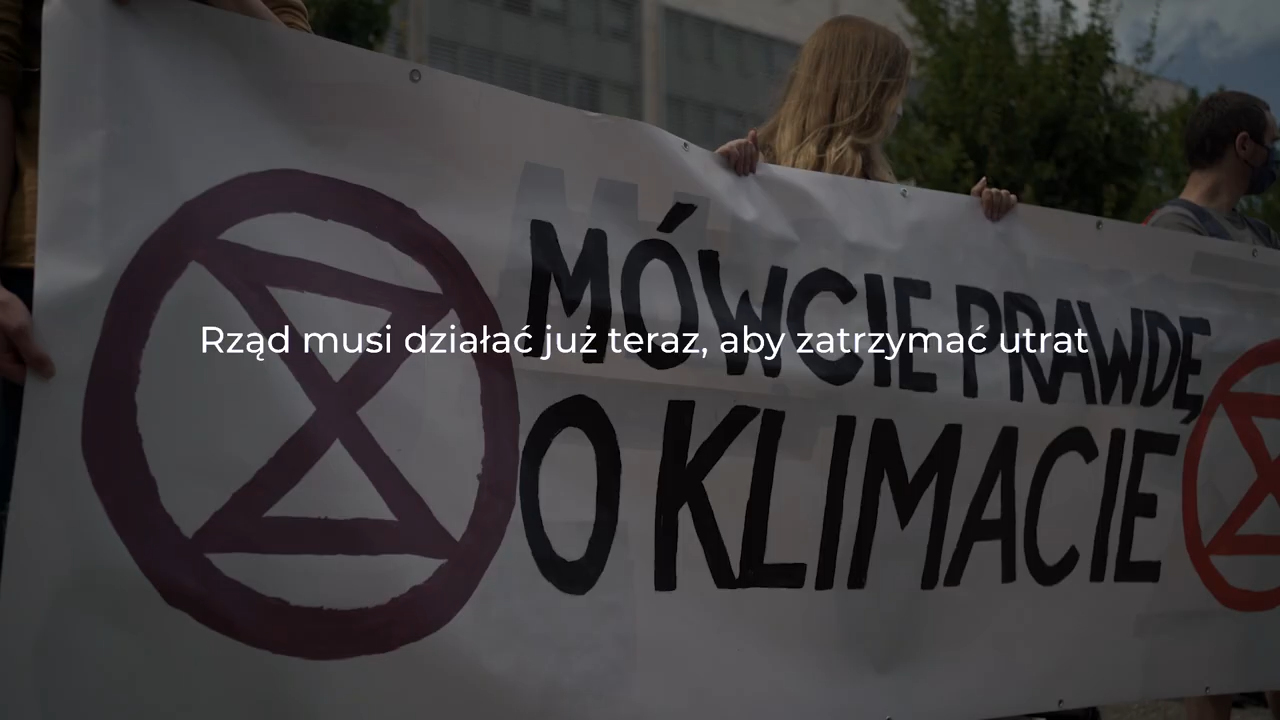 MÓWCIE PRAWDĘ
Rząd musi działać już teraz, aby zatrzymać utrat
O KLIMACIE